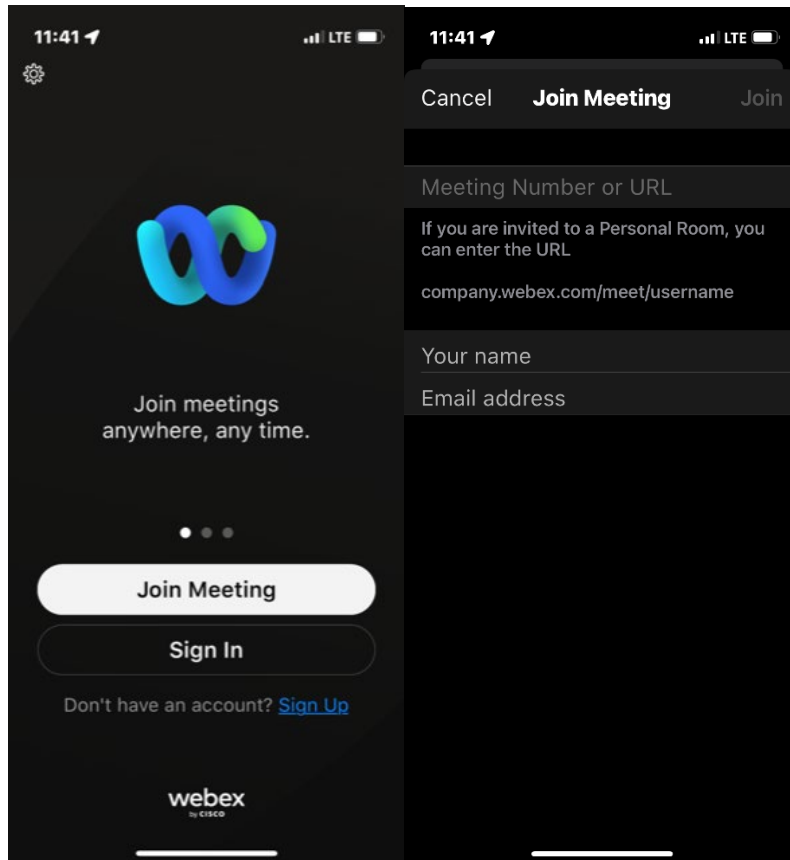 11:41
LTE
Join meetings
anywhere, any time.
Join Meeting
Sign In
Don't have an account? Sign Up
webex
by CISCO
11:41
LTE
Cancel
Join Meeting
Join
Meeting Number or URL
If you are invited to a Personal Room, you
can enter the URL
company.webex.com/meet/username
Your name
Email address